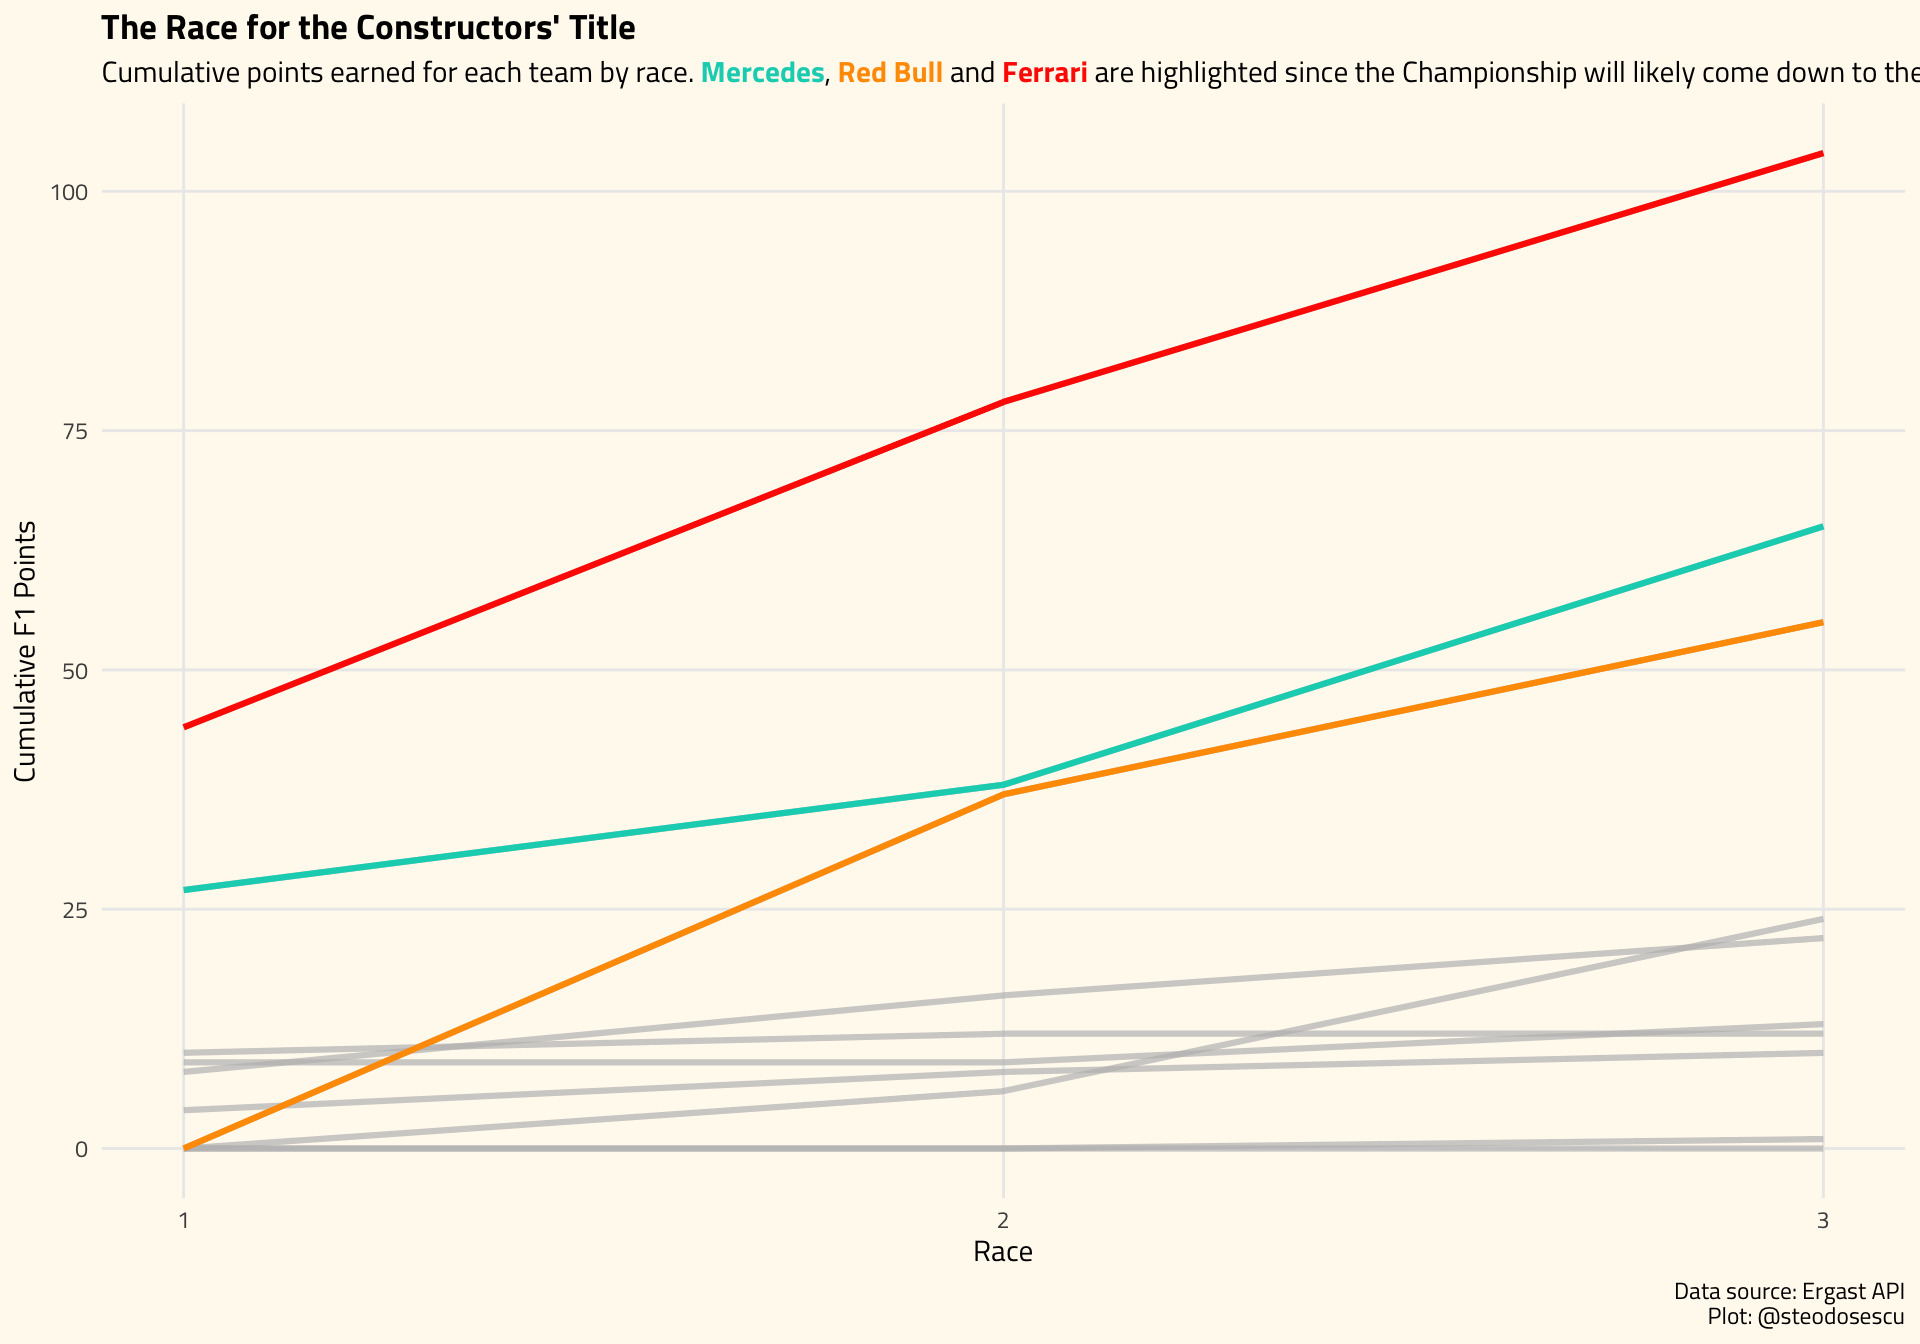 The Race for the Constructors' Title
Cumulative points earned for each team by race. Mercedes, Red Bull and Ferrari are highlighted since the Championship will likely come down to the
Cumulative F1 Points
100
75
50
25
0
1 2 3
Race
Data source: Ergast API
Plot: @steodosescu